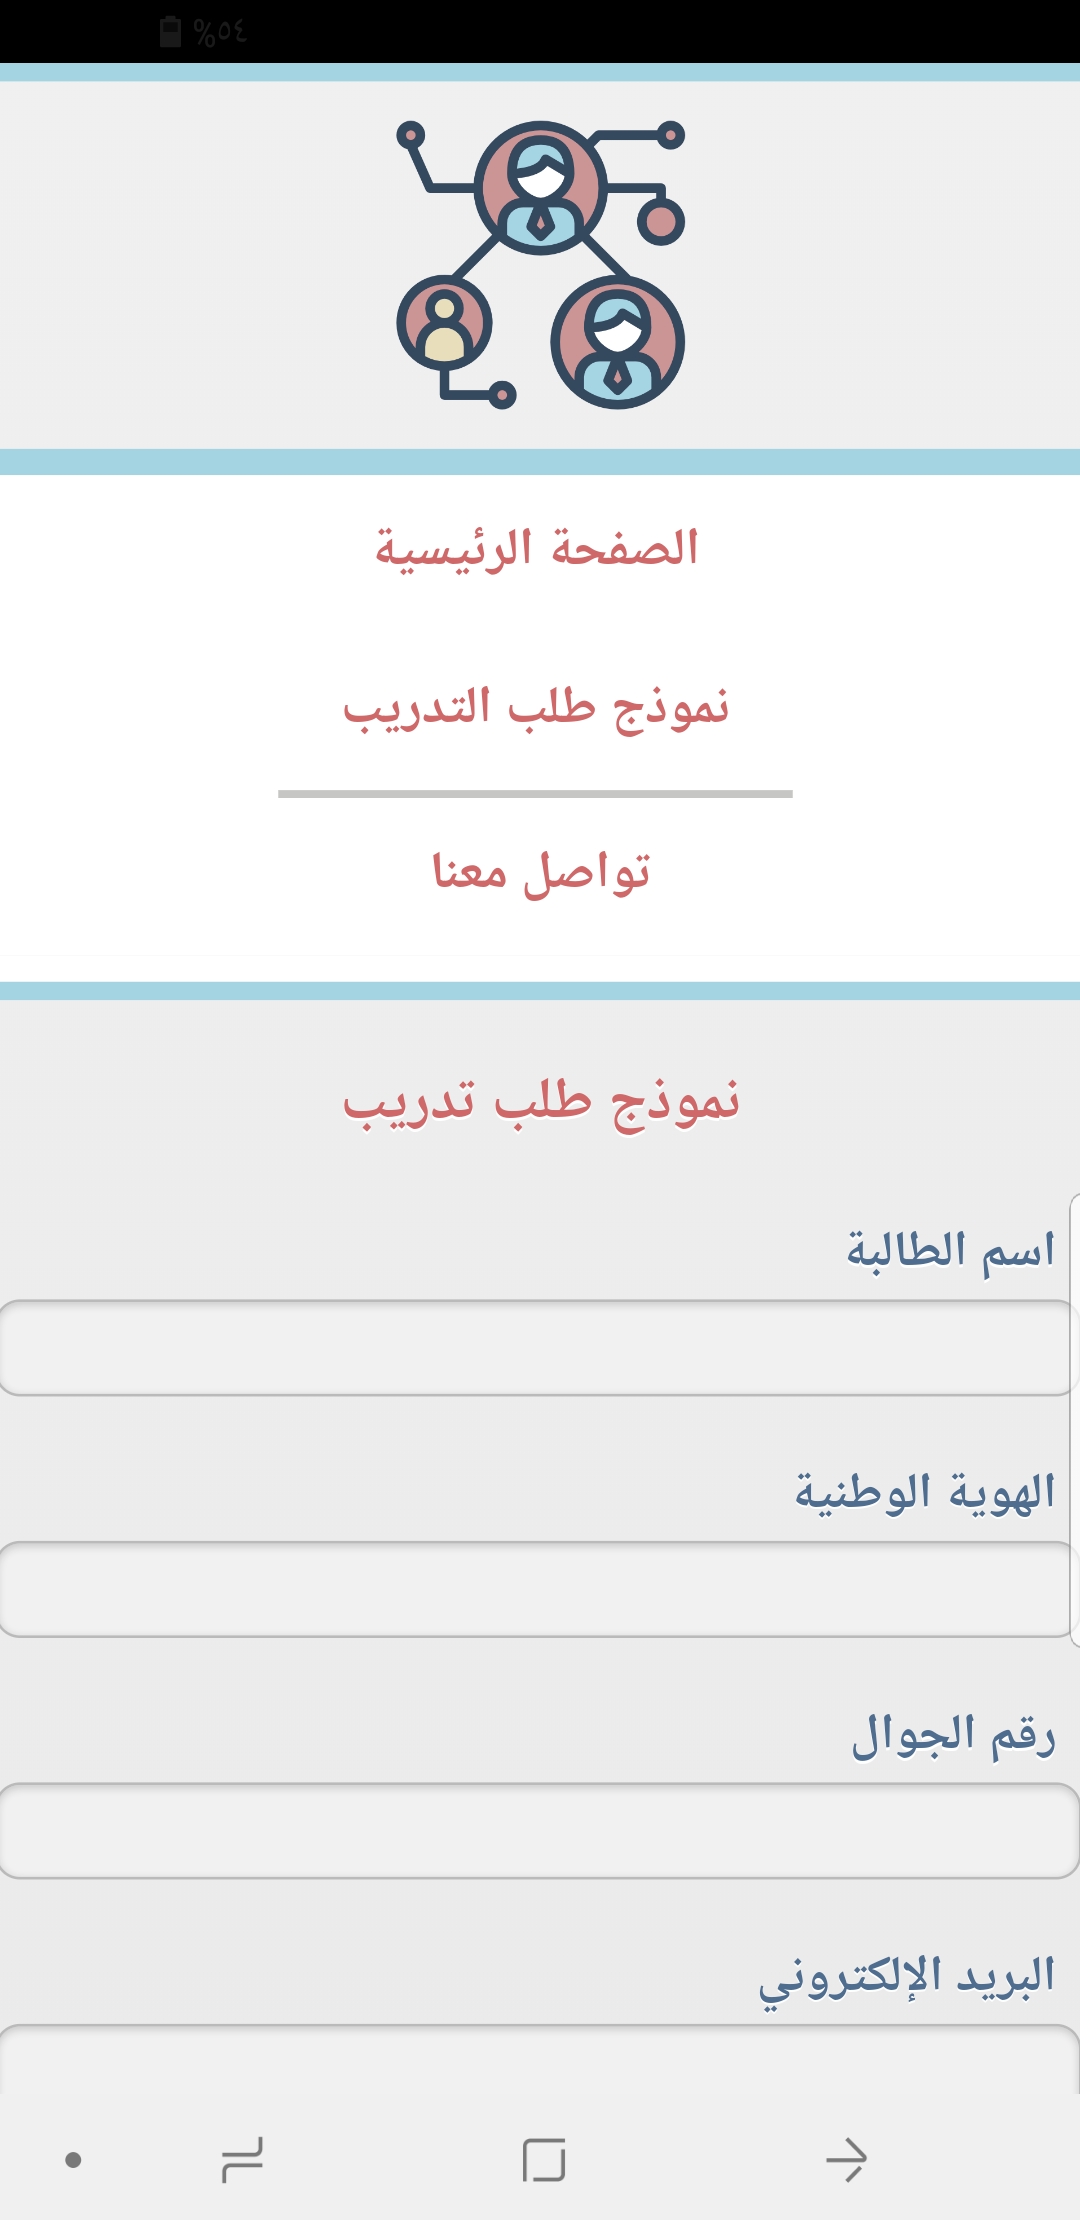 %٥٤
الصفحة الرئيسية
نموذج طلب التدريب
تواصل معنا
نموذج طلب تدريب
اسم الطالبة
الهوية الوطنية
رقم الجوال
البريد الإلكتروني